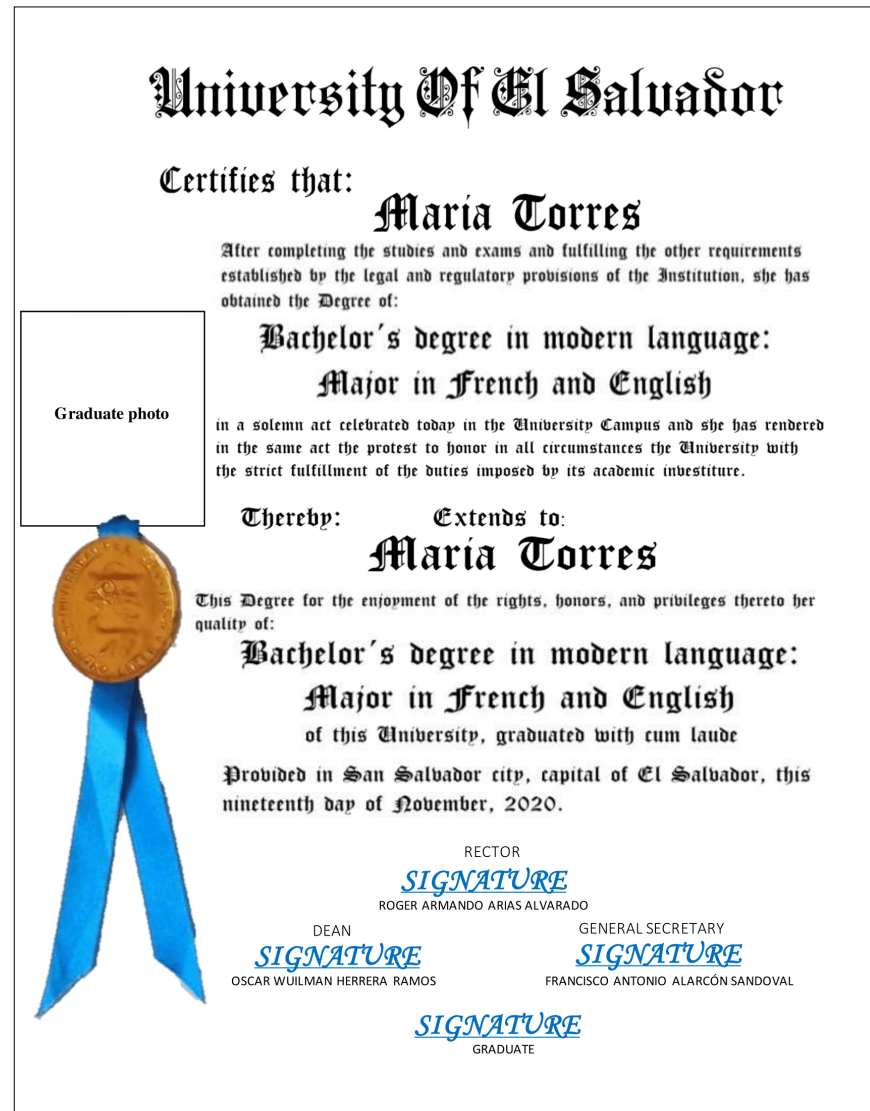 University Of El Salvador
Certifies that:
Maria Torres
After completing the studies and exams and fulfilling the other requirements
established by the legal and regulatory provisions of the Institution, she has
obtained the Degree of:
Bachelor´s degree in modern language:
Major in French and English
Graduate photo
in a solemn act celebrated today in the University Campus and she has rendered
in the same act the protest to honor in all circumstances the University with
the strict fulfillment of the duties imposed by its academic investiture.
Thereby: Extends to:
Maria Torres
This Degree for the enjoyment of the rights, honors, and privileges thereto her
quality of:
Bachelor´s degree in modern language:
Major in French and English
of this University, graduated with cum laude
Provided in San Salvador city, capital of El Salvador, this
nineteenth day of November, 2020.
RECTOR
SIGNATURE
ROGER ARMANDO ARIAS ALVARADO
DEAN
SIGNATURE
OSCAR WUILMAN HERRERA RAMOS
GENERAL SECRETARY
SIGNATURE
FRANCISCO ANTONIO ALARCÓN SANDOVAL
SIGNATURE
GRADUATE